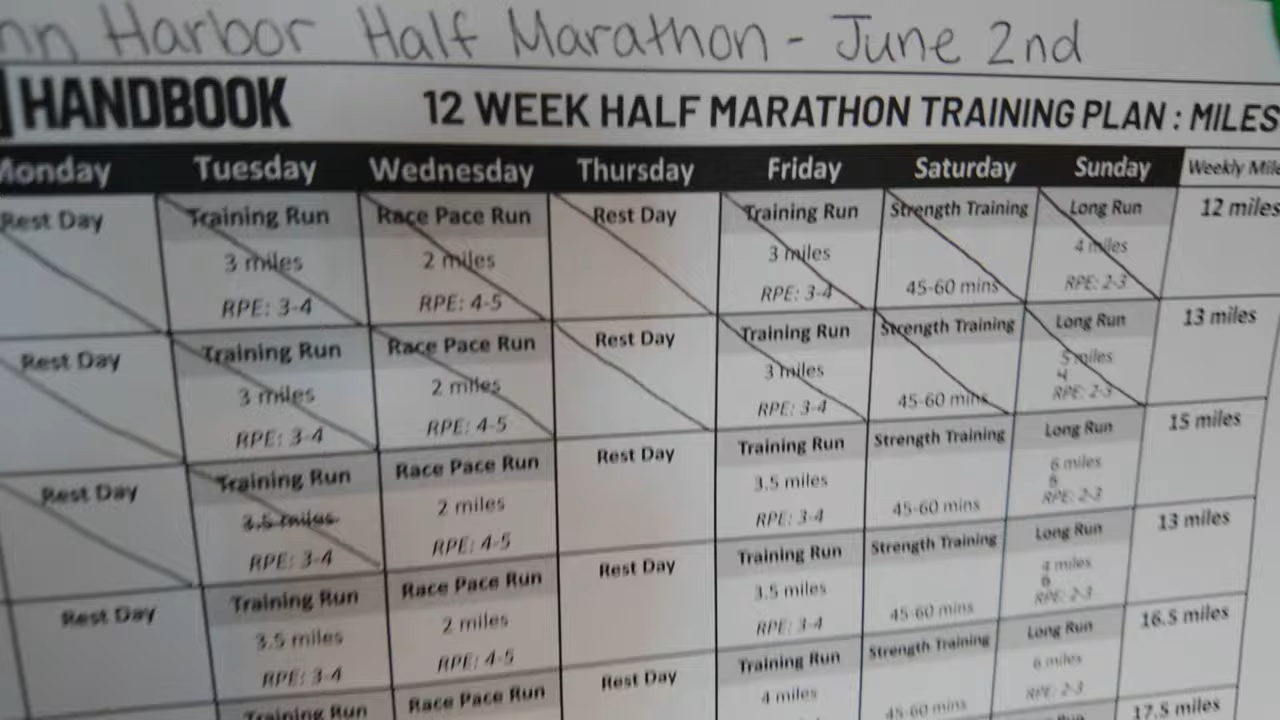 nn Harbor Half Marathon - June 2nd
HANDBOOK 12 WEEK HALF MARATHON TRAINING PLAN : MILES
Monday Tuesday Wednesday Thursday Friday Saturday Sunday Weekly Mile
Rest Day Training Run Race Pace Run Rest Day Training Run Strength Training Long Run 12 miles
3 miles 2 miles 3 miles 4 miles
RPE: 3-4 RPE: 4-5 RPE: 3-4 45-60 mins RPE: 2-3
Rest Day Training Run Race Pace Run Rest Day Training Run Strength Training Long Run 13 miles
3 miles 2 miles 3 miles 5 miles
4
RPE: 3-4 RPE: 4-5 RPE: 3-4 45-60 mins RPE: 2-3
Rest Day Training Run Race Pace Run Rest Day Training Run Strength Training Long Run 15 miles
3.5 miles 2 miles 3.5 miles 6 miles
RPE: 3-4 RPE: 4-5 RPE: 3-4 45-60 mins RPE: 2-3
Rest Day Training Run Race Pace Run Rest Day Training Run Strength Training Long Run 13 miles
3.5 miles 2 miles 3.5 miles 4 miles
6
RPE: 3-4 RPE: 4-5 RPE: 3-4 45-60 mins RPE: 2-3
Training Run Race Pace Run Rest Day Training Run Strength Training Long Run 16.5 miles
4 miles 6 miles
45-60 mins RPE: 2-3
17.5 miles